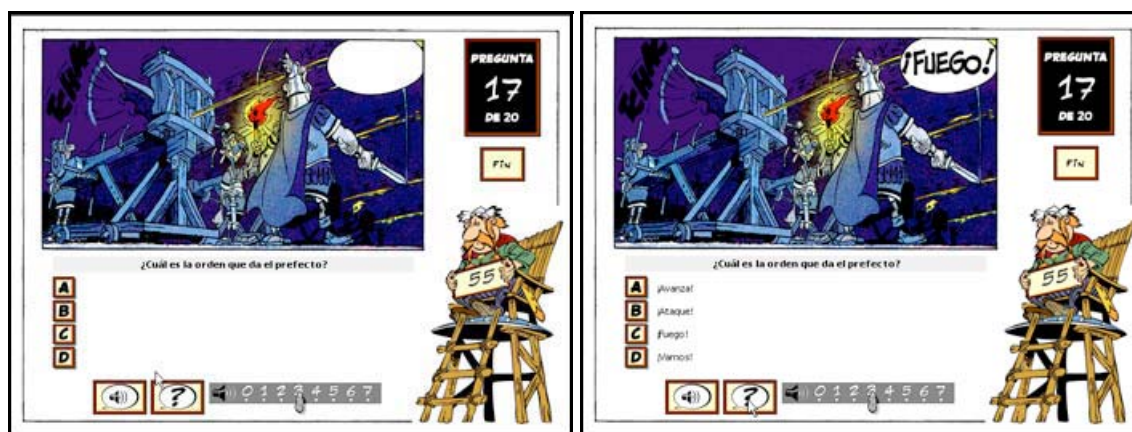 PREGUNTA
17
DE 20
FIN
¿Cuál es la orden que da el prefecto?
A
B
C
D
55
?
0 1 2 3 4 5 6 7
¡FUEGO!
PREGUNTA
17
DE 20
FIN
¿Cuál es la orden que da el prefecto?
A ¡Avanza!
B ¡Ataque!
C ¡Fuego!
D ¡Vamos!
55
?
0 1 2 3 4 5 6 7